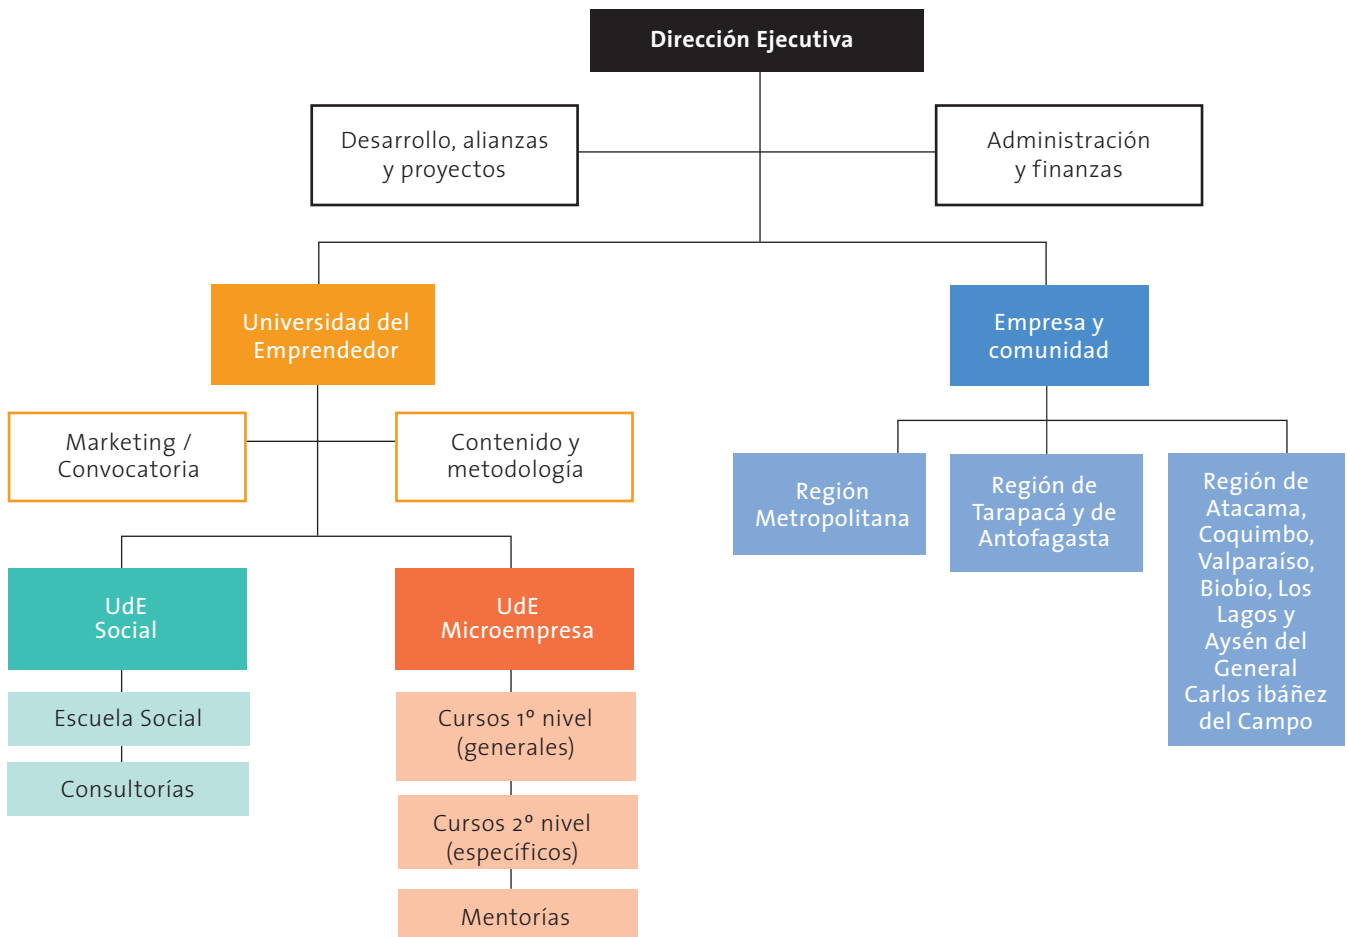 Dirección Ejecutiva
Desarrollo, alianzas
y proyectos
Administración
y finanzas
Universidad del
Emprendedor
Empresa y
comunidad
Marketing /
Convocatoria
Contenido y
metodología
Región
Metropolitana
Región de
Tarapacá y de
Antofagasta
Región de
Atacama,
Coquimbo,
Valparaíso,
Biobío, Los
Lagos y
Aysén del
General
Carlos ibáñez
del Campo
UdE
Social
UdE
Microempresa
Escuela Social
Consultorías
Cursos 1º nivel
(generales)
Cursos 2º nivel
(específicos)
Mentorías